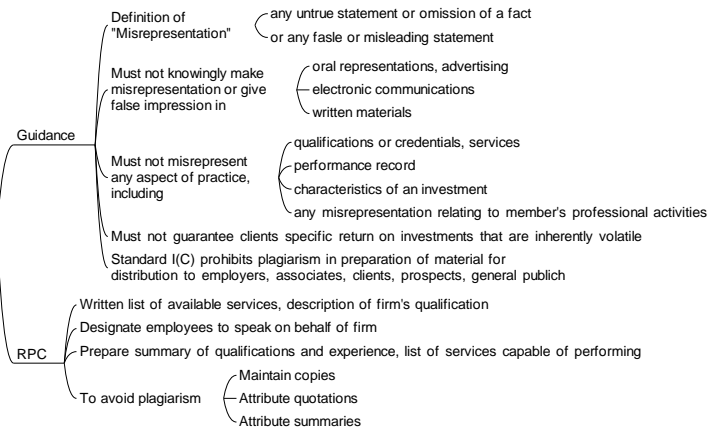 Guidance
Definition of
"Misrepresentation"
any untrue statement or omission of a fact
or any fasle or misleading statement
Must not knowingly make
misrepresentation or give
false impression in
oral representations, advertising
electronic communications
written materials
Must not misrepresent
any aspect of practice,
including
qualifications or credentials, services
performance record
characteristics of an investment
any misrepresentation relating to member's professional activities
Must not guarantee clients specific return on investments that are inherently volatile
Standard I(C) prohibits plagiarism in preparation of material for
distribution to employers, associates, clients, prospects, general publich
RPC
Written list of available services, description of firm's qualification
Designate employees to speak on behalf of firm
Prepare summary of qualifications and experience, list of services capable of performing
To avoid plagiarism
Maintain copies
Attribute quotations
Attribute summaries